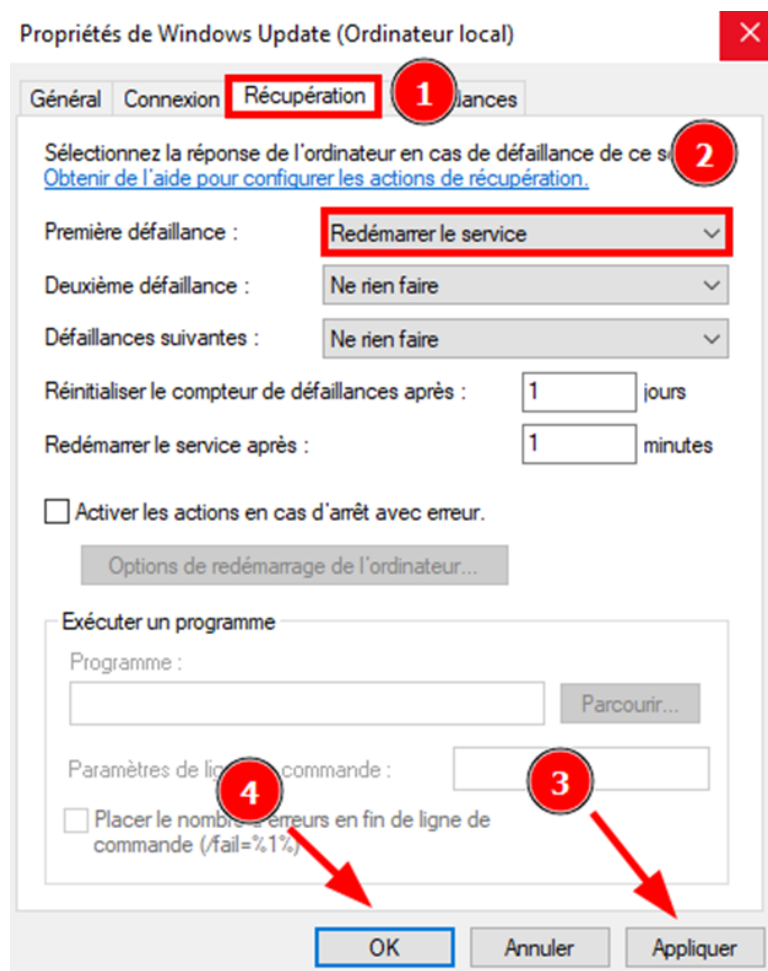 Propriétés de Windows Update (Ordinateur local)
Général Connexion Récupération 1
Sélectionnez la réponse de l'ordinateur en cas de défaillance de ce 2
Obtenir de l'aide pour configurer les actions de récupération.
Première défaillance : Redémarrer le service
Deuxième défaillance : Ne rien faire
Défaillances suivantes : Ne rien faire
Réinitialiser le compteur de défaillances après : 1 jours
Redémarrer le service après : 1 minutes
Activer les actions en cas d'arrêt avec erreur.
Options de redémarrage de l'ordinateur...
Exécuter un programme
Programme :
Parcourir...
Paramètres de commande :
4 3
Placer le nombre erreurs en fin de ligne de
commande (/fail=%1%)
OK Annuler Appliquer